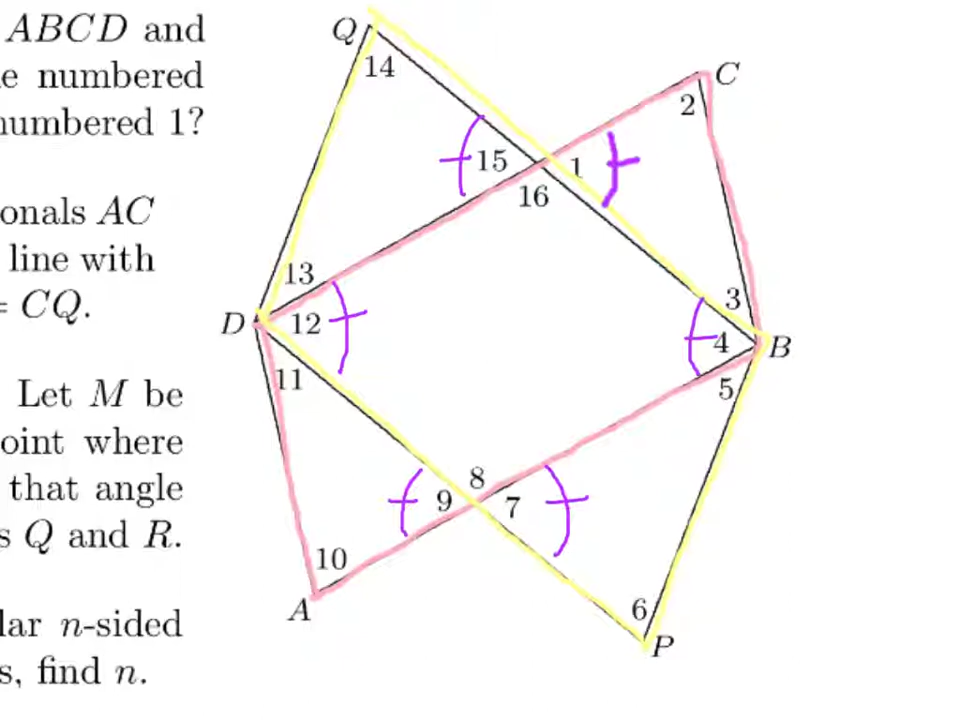 ABCD and
e numbered
numbered 1?
onals AC
line with
= CQ.
Let M be
oint where
that angle
s Q and R.
lar n-sided
s, find n.
Q
14
C
2
15
1
16
13
3
D
12
4
B
11
5
8
9
7
10
6
A
P